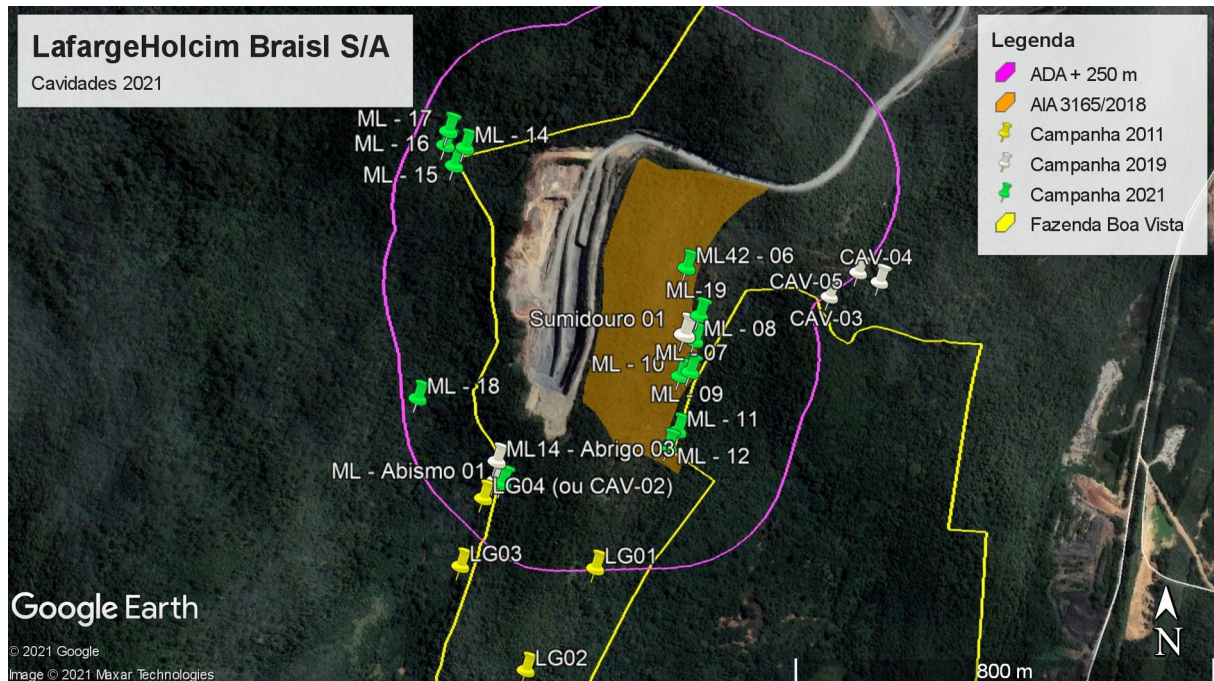 LafargeHolcim Braisl S/A
Cavidades 2021
Legenda
ADA + 250 m
AIA 3165/2018
Campanha 2011
Campanha 2019
Campanha 2021
Fazenda Boa Vista
ML - 17
ML - 14
ML - 16
ML - 15
ML42 - 06
CAV-04
CAV-05
ML-19
CAV-03
Sumidouro 01
ML - 08
ML - 07
ML - 10
ML - 09
ML - 18
ML - 11
ML14 - Abrigo 03
ML - 12
ML - Abismo 01
LG04 (ou CAV-02)
LG03
LG01
LG02
Google Earth
© 2021 Google
Image © 2021 Maxar Technologies
N
800 m